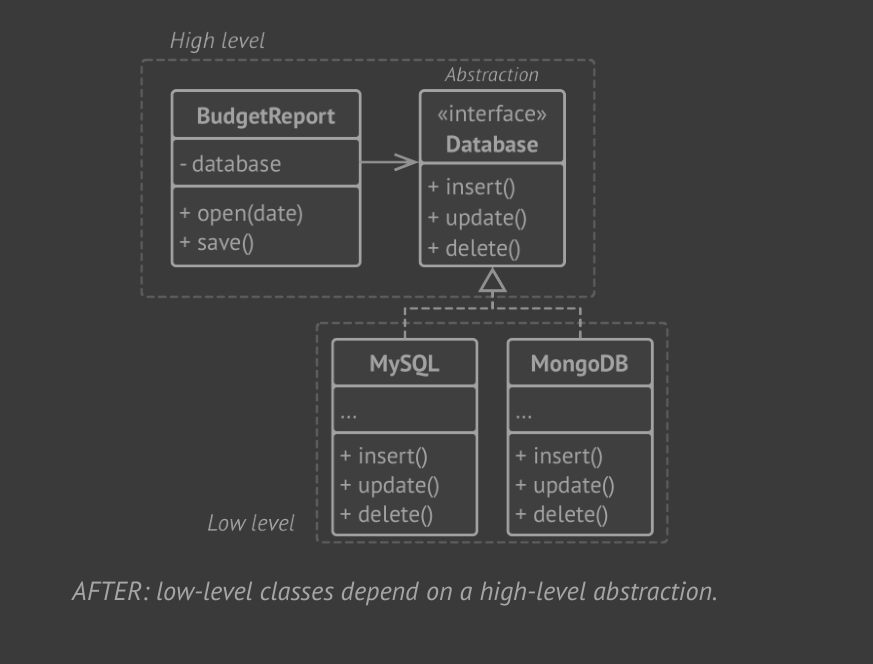 High level
Abstraction
BudgetReport
- database
+ open(date)
+ save()
«interface»
Database
+ insert()
+ update()
+ delete()
MySQL
...
+ insert()
+ update()
+ delete()
MongoDB
...
+ insert()
+ update()
+ delete()
Low level
AFTER: low-level classes depend on a high-level abstraction.